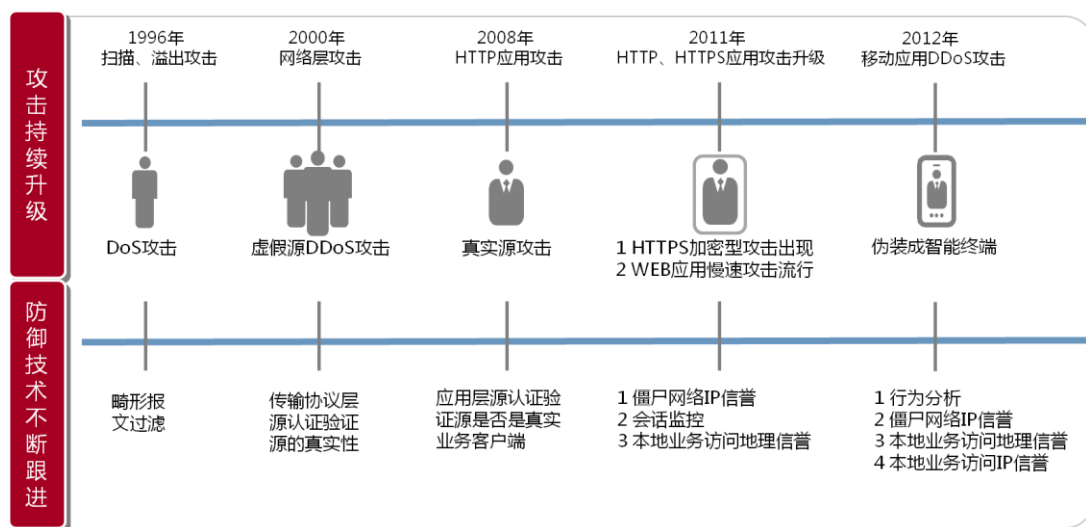 攻击持续升级
1996年
扫描、溢出攻击
2000年
网络层攻击
2008年
HTTP应用攻击
2011年
HTTP、HTTPS应用攻击升级
2012年
移动应用DDoS攻击
DoS攻击
虚假源DDoS攻击
真实源攻击
1 HTTPS加密型攻击出现
2 WEB应用慢速攻击流行
伪装成智能终端
防御技术不断跟进
畸形报
文过滤
传输协议层
源认证验证
源的真实性
应用层源认证验
证源是否是真实
业务客户端
1 僵尸网络IP信誉
2 会话监控
3 本地业务访问地理信誉
1 行为分析
2 僵尸网络IP信誉
3 本地业务访问地理信誉
4 本地业务访问IP信誉